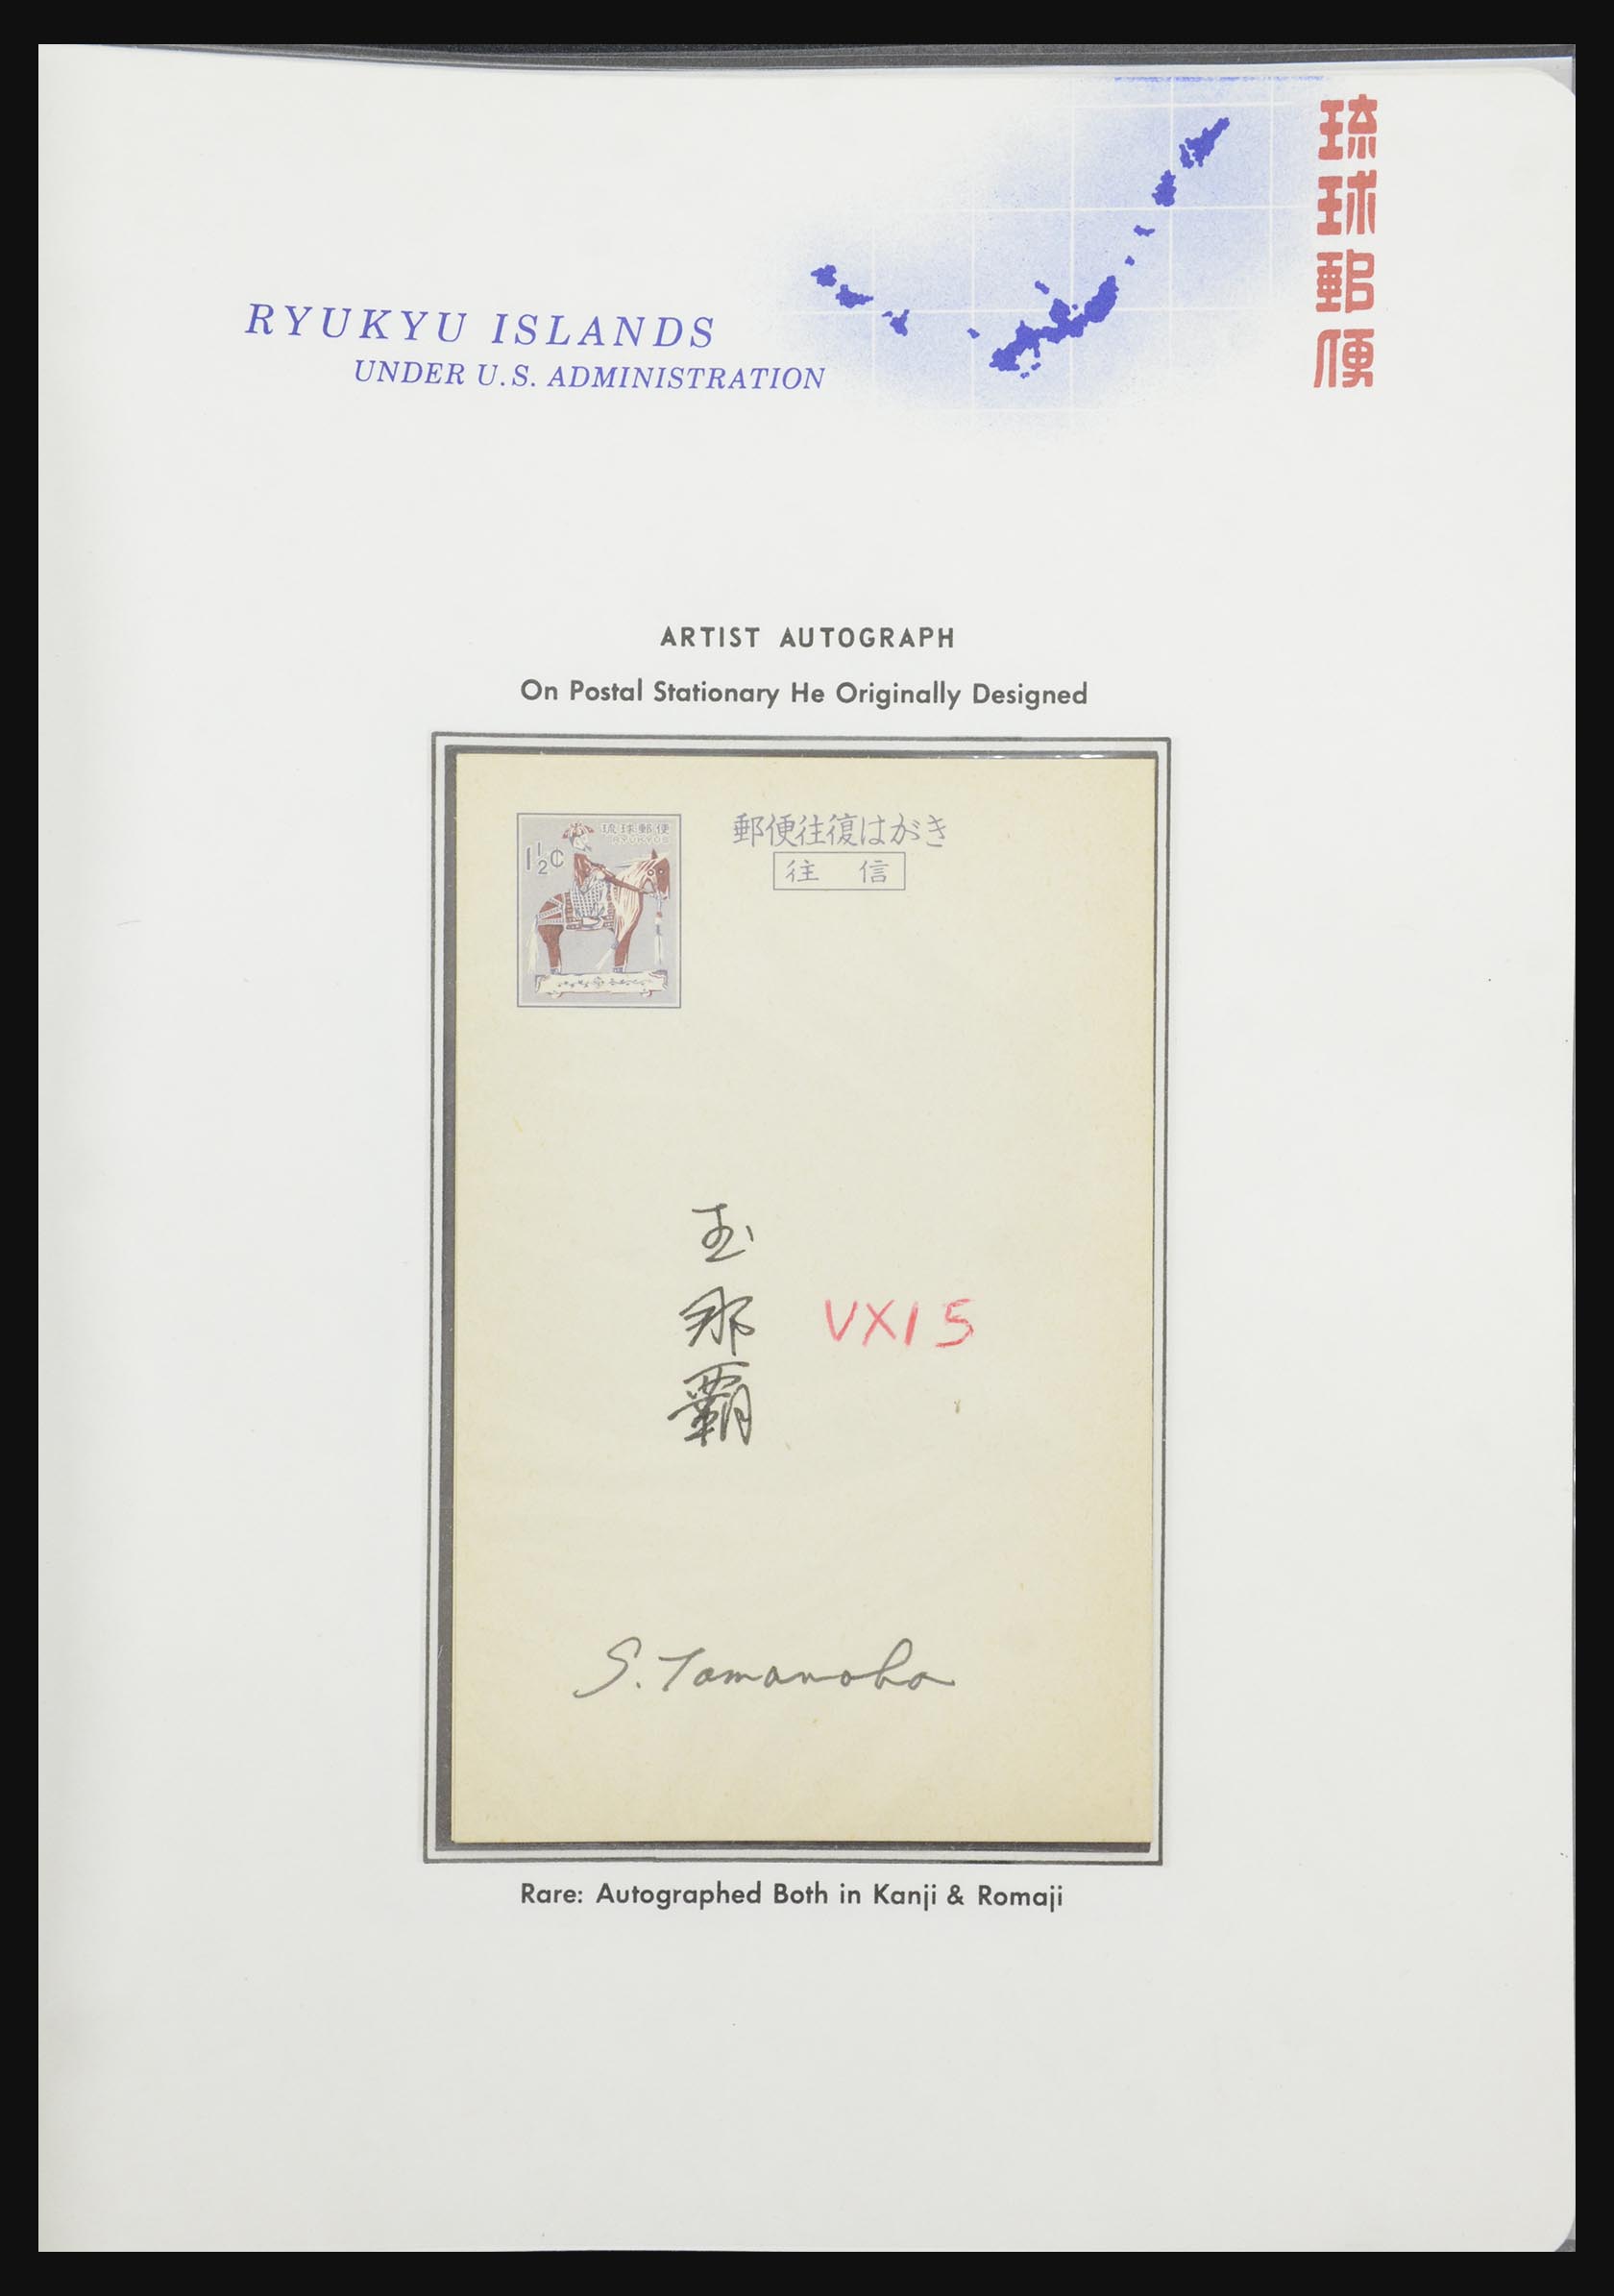 琉球郵便
RYUKYU ISLANDS
UNDER U.S. ADMINISTRATION
ARTIST AUTOGRAPH
On Postal Stationary He Originally Designed
琉球郵便
RYUKYUS
1½¢
郵便往復はがき
往 信
玉那覇
VX15
S. Tamanaha
Rare: Autographed Both in Kanji & Romaji